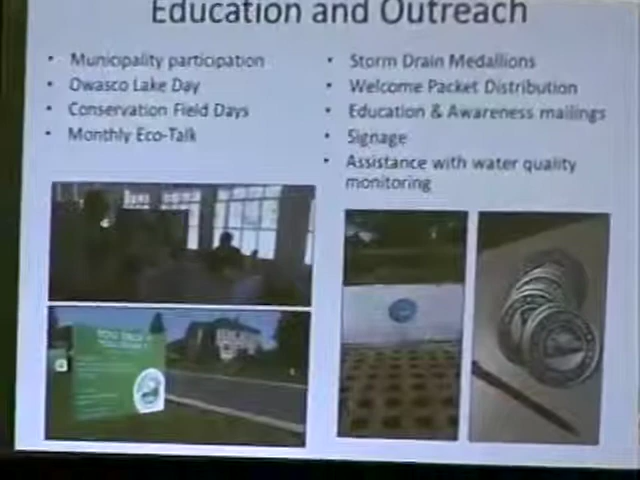 Education and Outreach
• Municipality participation
• Owasco Lake Day
• Conservation Field Days
• Monthly Eco-Talk
• Storm Drain Medallions
• Welcome Packet Distribution
• Education & Awareness mailings
• Signage
• Assistance with water quality
monitoring